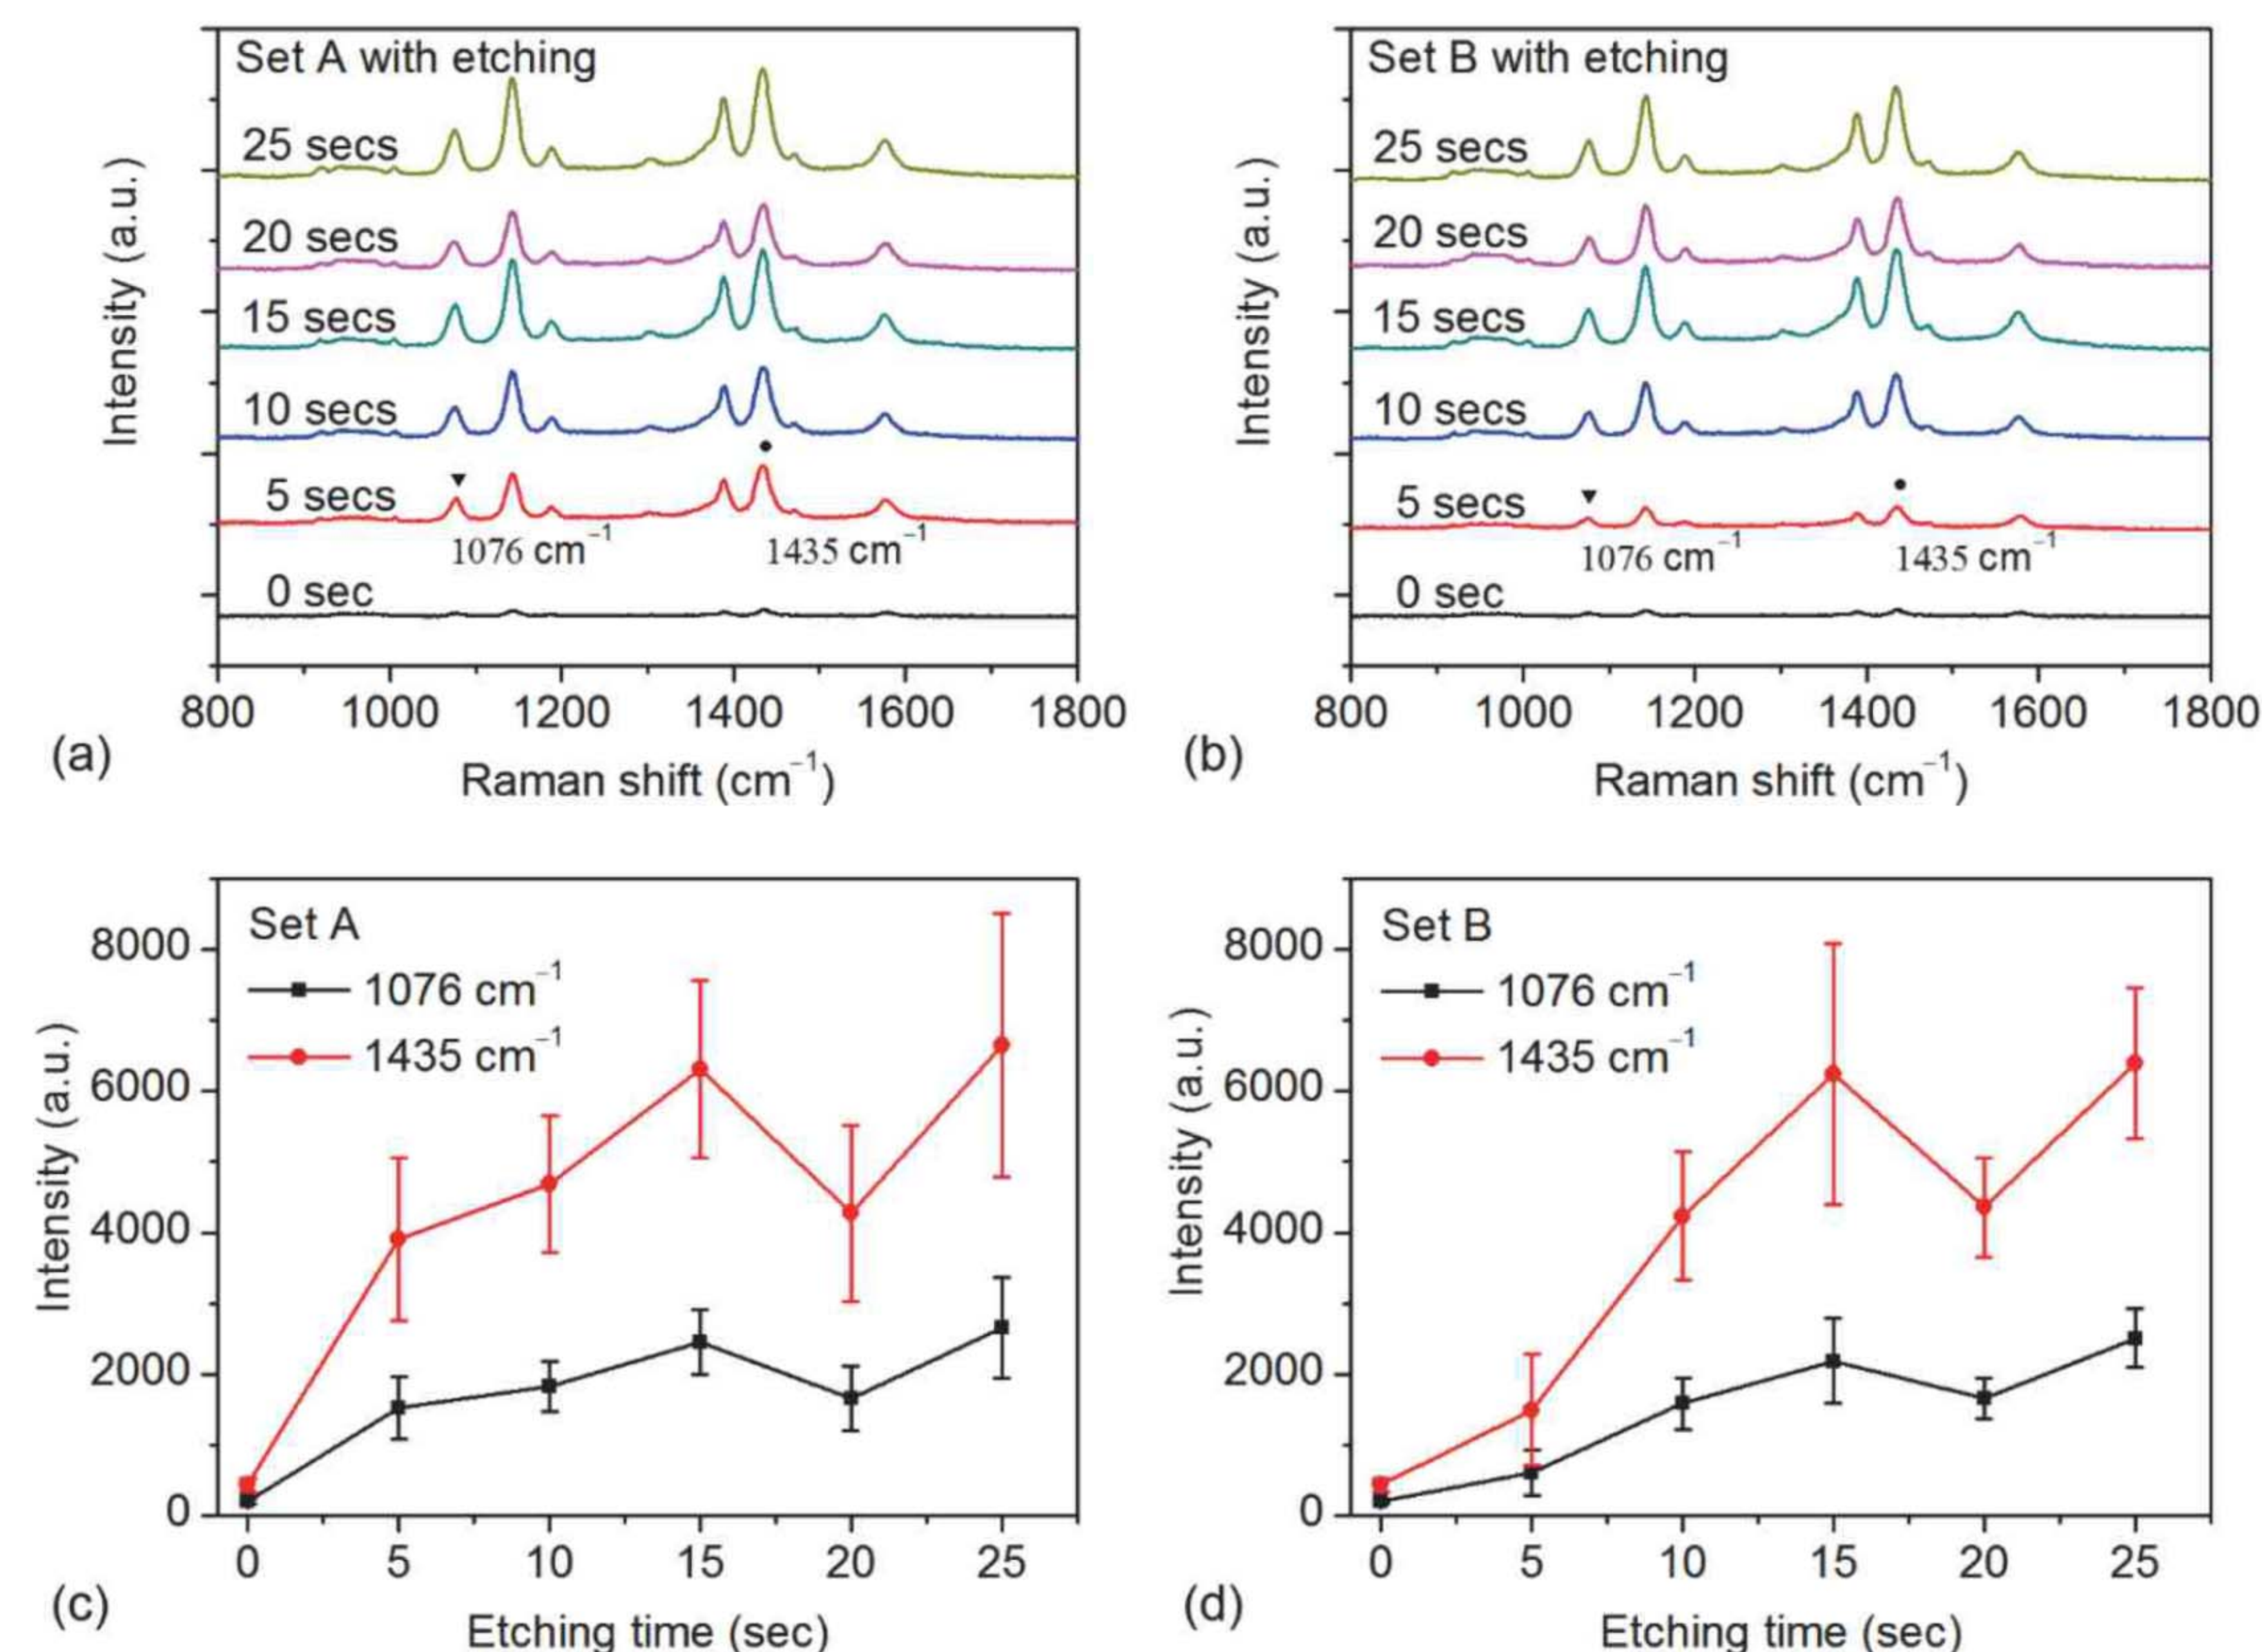 Set A with etching
25 secs
20 secs
15 secs
10 secs
5 secs
1076 cm⁻¹ 1435 cm⁻¹
0 sec
Intensity (a.u.)
800 1000 1200 1400 1600 1800
Raman shift (cm⁻¹)
(a)
Set B with etching
25 secs
20 secs
15 secs
10 secs
5 secs
1076 cm⁻¹ 1435 cm⁻¹
0 sec
Intensity (a.u.)
800 1000 1200 1400 1600 1800
Raman shift (cm⁻¹)
(b)
Set A
1076 cm⁻¹
1435 cm⁻¹
8000
6000
4000
2000
0
Intensity (a.u.)
0 5 10 15 20 25
Etching time (sec)
(c)
Set B
1076 cm⁻¹
1435 cm⁻¹
8000
6000
4000
2000
0
Intensity (a.u.)
0 5 10 15 20 25
Etching time (sec)
(d)